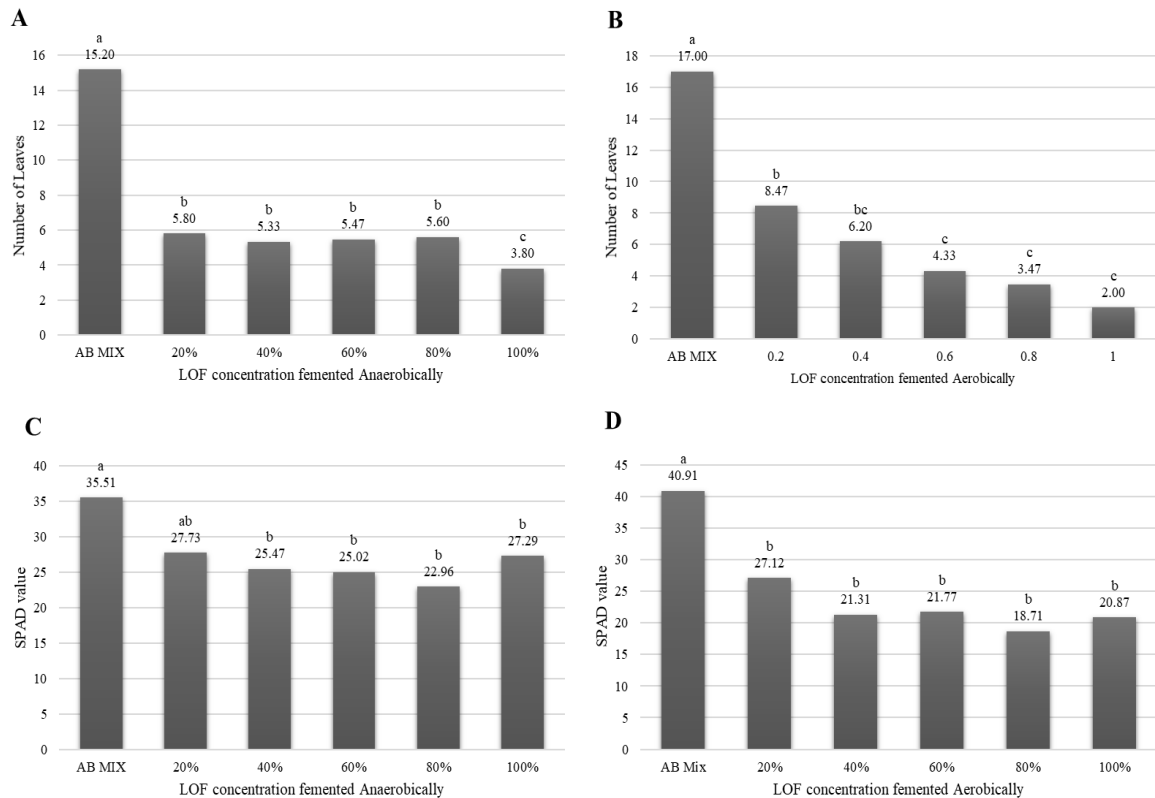 A
Number of Leaves
16
14
12
10
8
6
4
2
0
a
15.20
b
5.80
b
5.33
b
5.47
b
5.60
c
3.80
AB MIX 20% 40% 60% 80% 100%
LOF concentration femented Anaerobically
B
Number of Leaves
18
16
14
12
10
8
6
4
2
0
a
17.00
b
8.47
bc
6.20
c
4.33
c
3.47
c
2.00
AB MIX 0.2 0.4 0.6 0.8 1
LOF concentration femented Aerobically
C
SPAD value
40
35
30
25
20
15
10
5
0
a
35.51
ab
27.73
b
25.47
b
25.02
b
22.96
b
27.29
AB MIX 20% 40% 60% 80% 100%
LOF concentration femented Anaerobically
D
SPAD value
45
40
35
30
25
20
15
10
5
0
a
40.91
b
27.12
b
21.31
b
21.77
b
18.71
b
20.87
AB Mix 20% 40% 60% 80% 100%
LOF concentration femented Aerobically